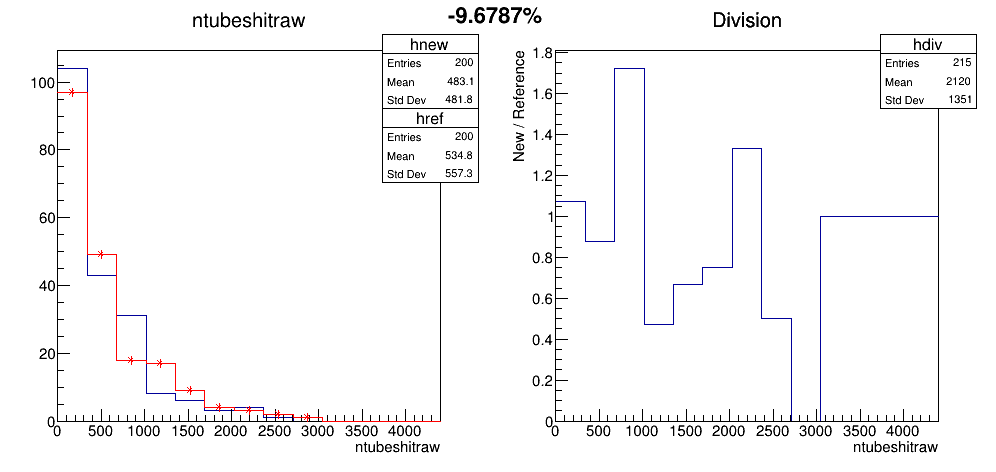 -9.6787%
ntubeshitraw
hnew
Entries 200
Mean 483.1
Std Dev 481.8
href
Entries 200
Mean 534.8
Std Dev 557.3
100
80
60
40
20
0
0 500 1000 1500 2000 2500 3000 3500 4000
ntubeshitraw
Division
hdiv
Entries 215
Mean 2120
Std Dev 1351
New / Reference
1.8
1.6
1.4
1.2
1
0.8
0.6
0.4
0.2
0
0 500 1000 1500 2000 2500 3000 3500 4000
ntubeshitraw